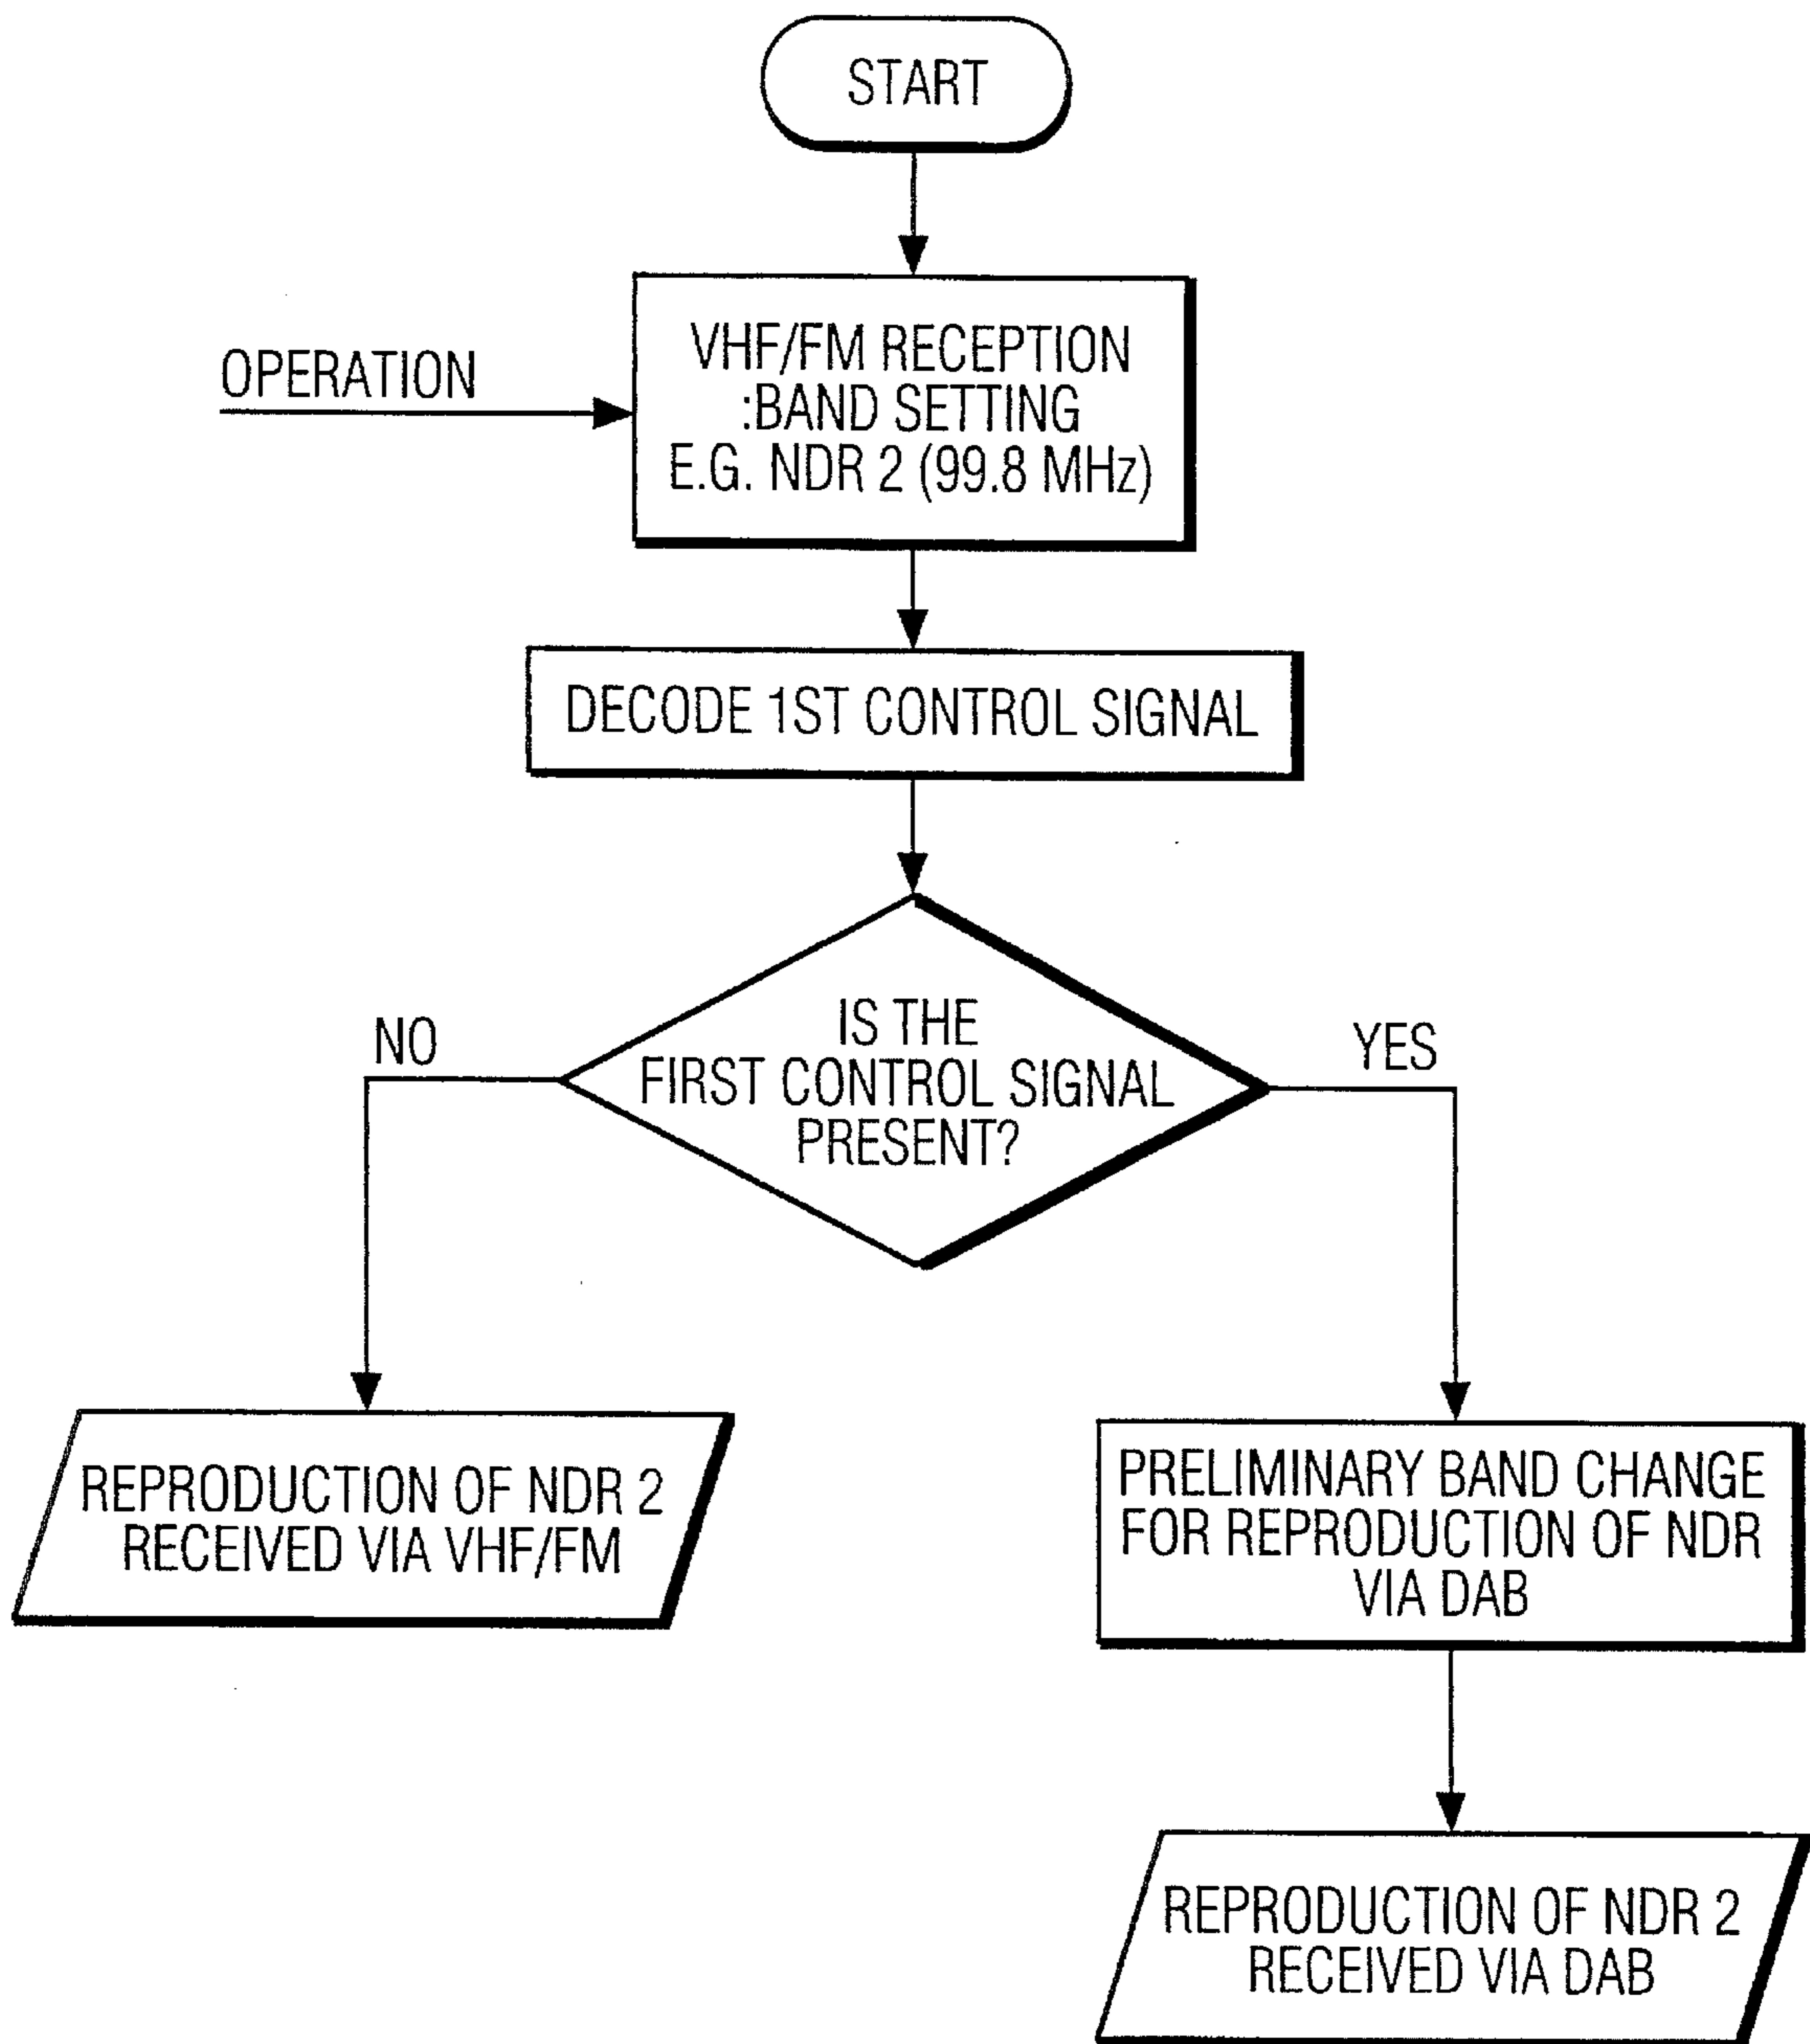 START
OPERATION
VHF/FM RECEPTION
:BAND SETTING
E.G. NDR 2 (99.8 MHz)
DECODE 1ST CONTROL SIGNAL
IS THE
FIRST CONTROL SIGNAL
PRESENT?
NO
YES
REPRODUCTION OF NDR 2
RECEIVED VIA VHF/FM
PRELIMINARY BAND CHANGE
FOR REPRODUCTION OF NDR
VIA DAB
REPRODUCTION OF NDR 2
RECEIVED VIA DAB